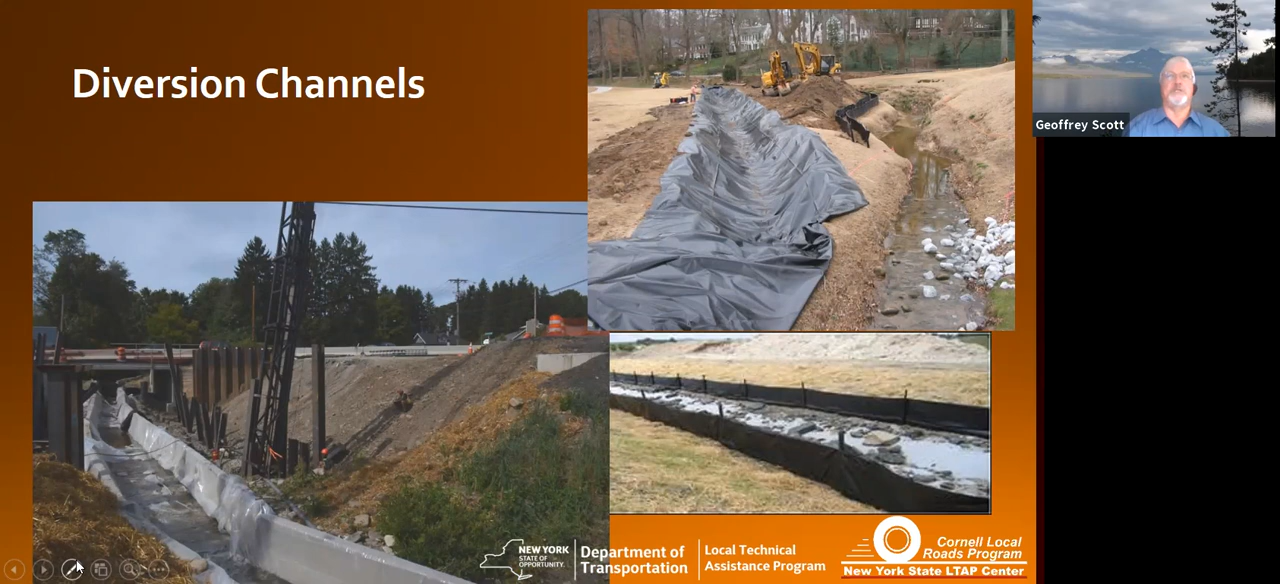 Diversion Channels
Geoffrey Scott
NEW YORK
STATE OF
OPPORTUNITY.
Department of
Transportation
Local Technical
Assistance Program
Cornell Local
Roads Program
New York State LTAP Center